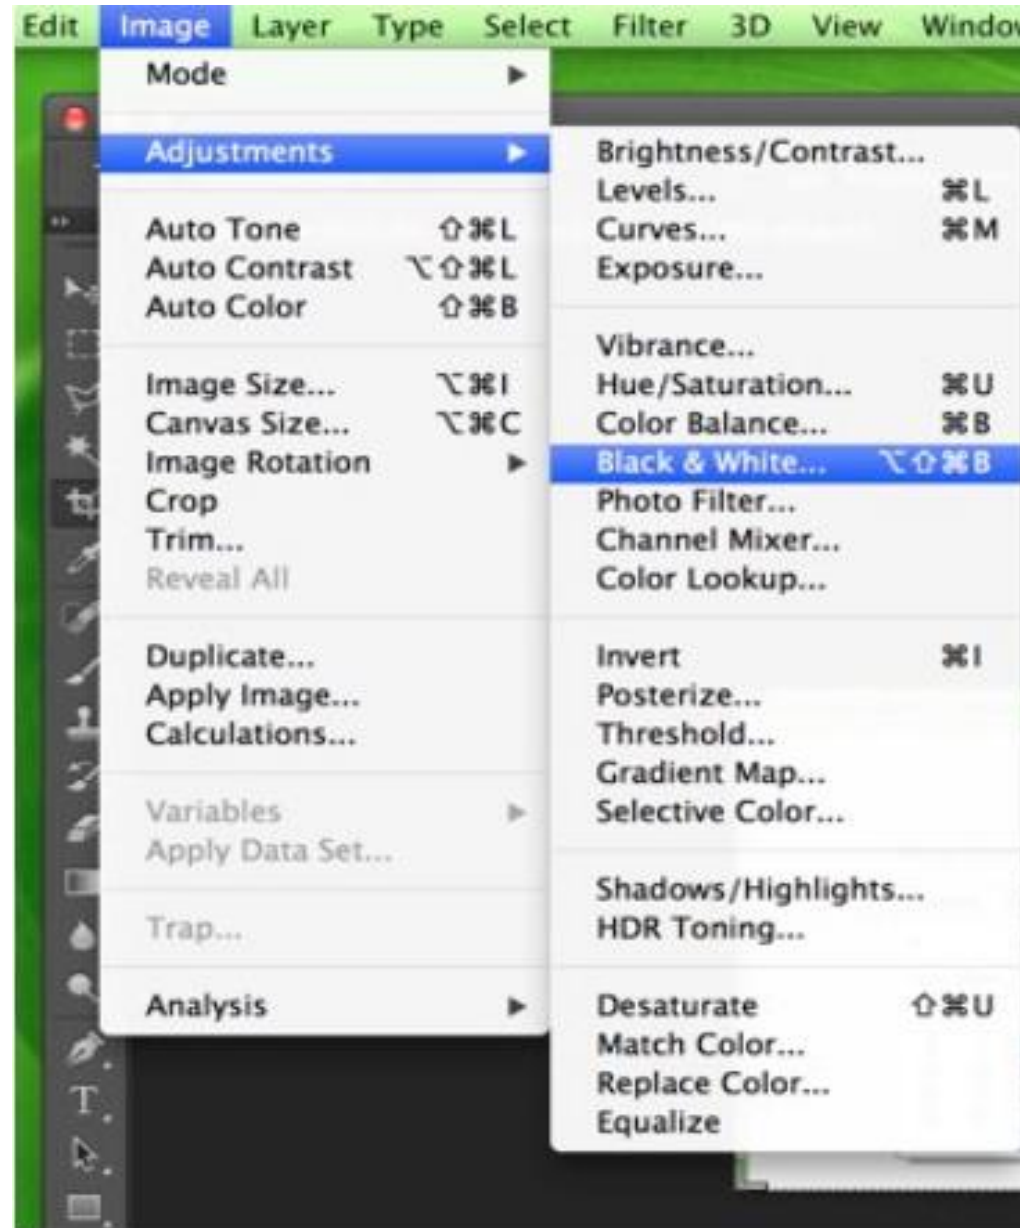 Edit Image Layer Type Select Filter 3D View Window
Mode ▶
Adjustments ▶
Auto Tone ⇧⌘L
Auto Contrast ⌥⇧⌘L
Auto Color ⇧⌘B
Image Size... ⌥⌘I
Canvas Size... ⌥⌘C
Image Rotation ▶
Crop
Trim...
Reveal All
Duplicate...
Apply Image...
Calculations...
Variables ▶
Apply Data Set...
Trap...
Analysis ▶
Brightness/Contrast...
Levels... ⌘L
Curves... ⌘M
Exposure...
Vibrance...
Hue/Saturation... ⌘U
Color Balance... ⌘B
Black & White... ⌥⇧⌘B
Photo Filter...
Channel Mixer...
Color Lookup...
Invert ⌘I
Posterize...
Threshold...
Gradient Map...
Selective Color...
Shadows/Highlights...
HDR Toning...
Desaturate ⇧⌘U
Match Color...
Replace Color...
Equalize
T